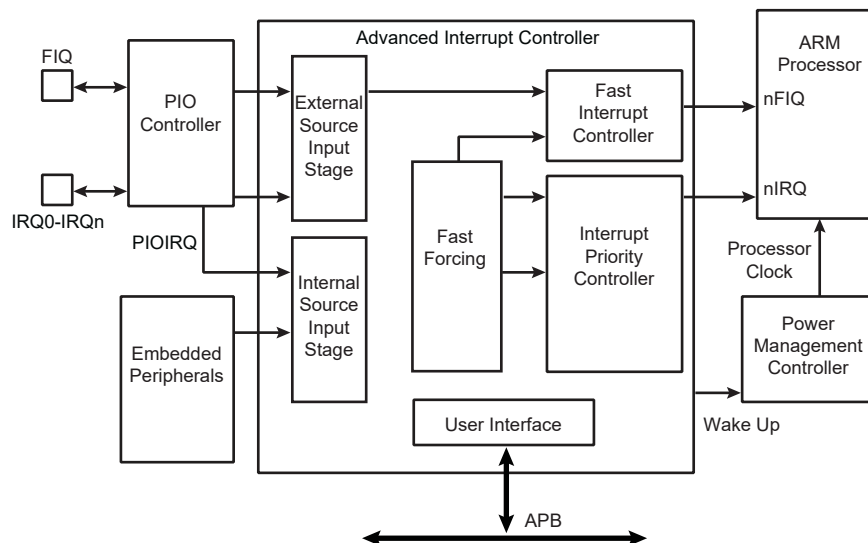 Advanced Interrupt Controller
ARM
Processor
FIQ
PIO
Controller
External
Source
Input
Stage
Fast
Interrupt
Controller
nFIQ
IRQ0-IRQn
nIRQ
PIOIRQ
Fast
Forcing
Interrupt
Priority
Controller
Processor
Clock
Internal
Source
Input
Stage
Embedded
Peripherals
Power
Management
Controller
User Interface
Wake Up
APB